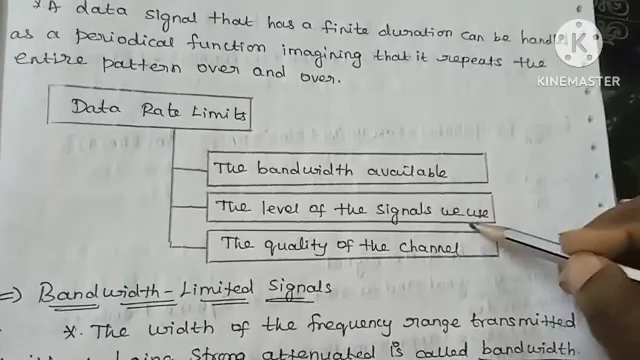 * A data signal that has a finite duration can be
as a periodical function imagining that it repeats the
entire pattern over and over.
KINEMASTER
Data Rate Limits
The bandwidth available
The level of the signals we use
The quality of the channel
=> Bandwidth-Limited Signals
*. The width of the frequency range transmitted
strong attenuated is called bandwidth.